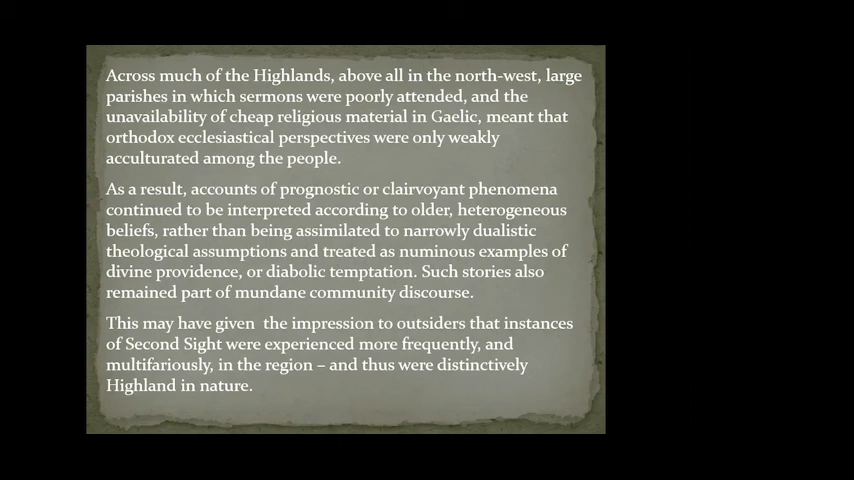 Across much of the Highlands, above all in the north-west, large
parishes in which sermons were poorly attended, and the
unavailability of cheap religious material in Gaelic, meant that
orthodox ecclesiastical perspectives were only weakly
acculturated among the people.
As a result, accounts of prognostic or clairvoyant phenomena
continued to be interpreted according to older, heterogeneous
beliefs, rather than being assimilated to narrowly dualistic
theological assumptions and treated as numinous examples of
divine providence, or diabolic temptation. Such stories also
remained part of mundane community discourse.
This may have given  the impression to outsiders that instances
of Second Sight were experienced more frequently, and
multifariously, in the region – and thus were distinctively
Highland in nature.